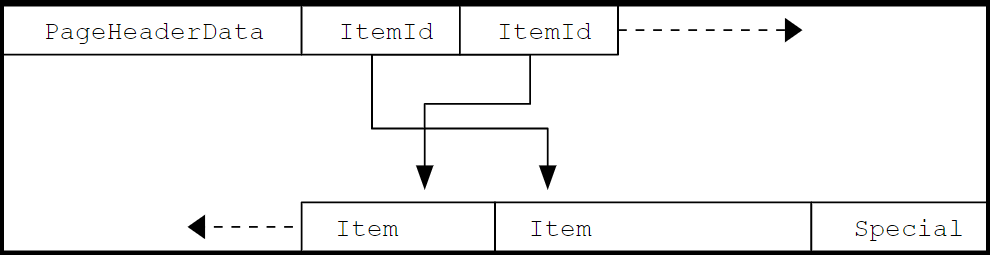 PageHeaderData ItemId ItemId
Item Item Special